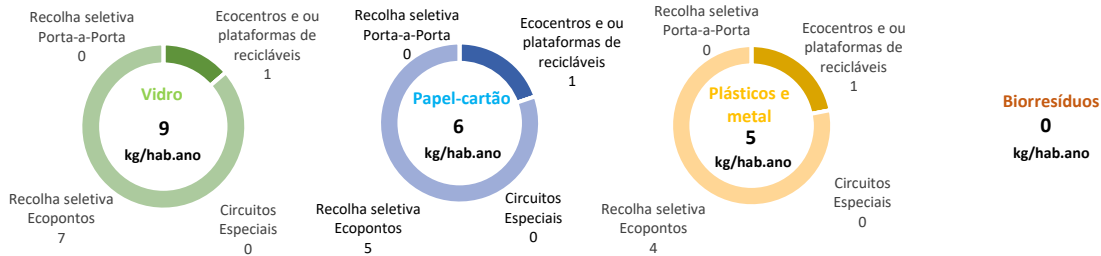 Recolha seletiva
Porta-a-Porta
0
Ecocentros e ou
plataformas de
recicláveis
1
Vidro
9
kg/hab.ano
Recolha seletiva
Ecopontos
7
Circuitos
Especiais
0
Recolha seletiva
Porta-a-Porta
0
Ecocentros e ou
plataformas de
recicláveis
1
Papel-cartão
6
kg/hab.ano
Recolha seletiva
Ecopontos
5
Circuitos
Especiais
0
Recolha seletiva
Porta-a-Porta
0
Ecocentros e ou
plataformas de
recicláveis
1
Plásticos e
metal
5
kg/hab.ano
Recolha seletiva
Ecopontos
4
Circuitos
Especiais
0
Biorresíduos
0
kg/hab.ano